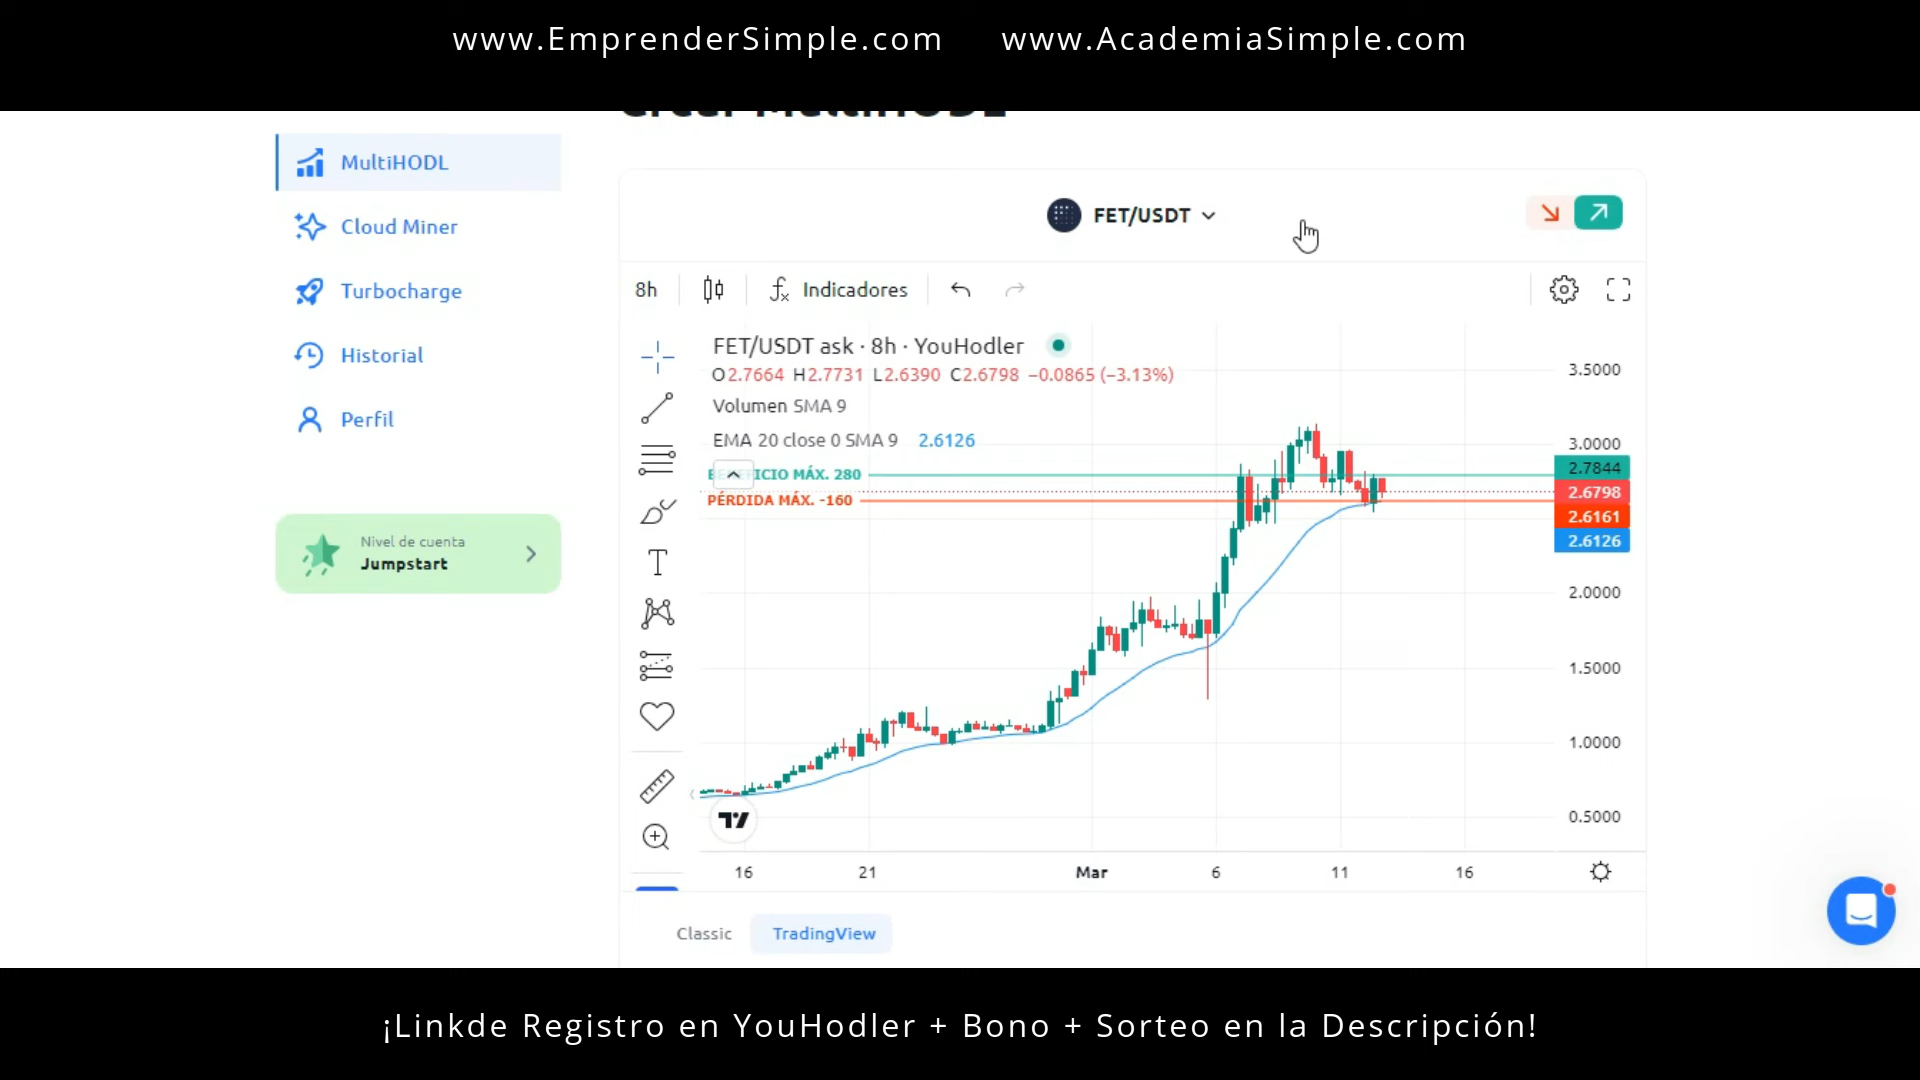 www.EmprenderSimple.com www.AcademiaSimple.com
Crear MultiHODL
MultiHODL
Cloud Miner
Turbocharge
Historial
Perfil
Nivel de cuenta
Jumpstart
FET/USDT
8h
Indicadores
FET/USDT ask · 8h · YouHodler
O2.7664 H2.7731 L2.6390 C2.6798 −0.0865 (−3.13%)
Volumen SMA 9
EMA 20 close 0 SMA 9 2.6126
BENEFICIO MÁX. 280
PÉRDIDA MÁX. -160
3.5000
3.0000
2.7844
2.6798
2.6161
2.6126
2.0000
1.5000
1.0000
0.5000
16 21 Mar 6 11 16
Classic TradingView
¡Linkde Registro en YouHodler + Bono + Sorteo en la Descripción!